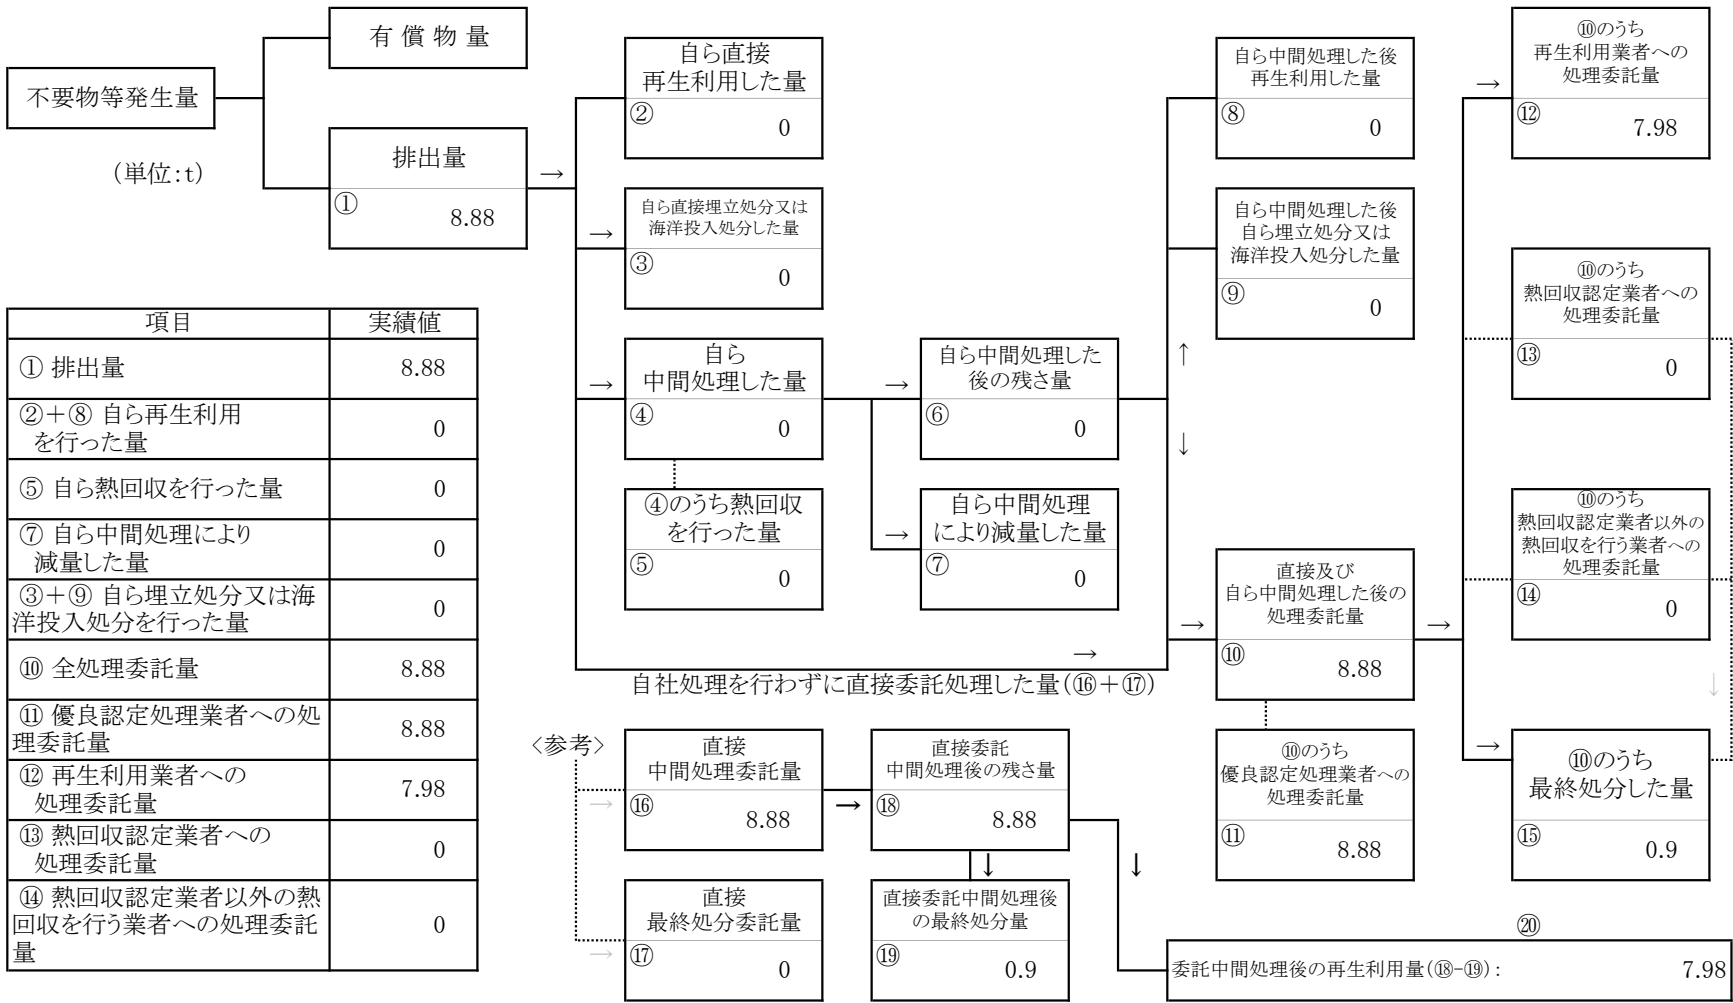 有償物量
不要物等発生量
(単位:t)
排出量
①
8.88
→
自ら直接
再生利用した量
②
0
→
自ら直接埋立処分又は
海洋投入処分した量
③
0
→
自ら
中間処理した量
④
0
④のうち熱回収
を行った量
⑤
0
→
自ら中間処理した
後の残さ量
⑥
0
→
自ら中間処理
により減量した量
⑦
0
自ら中間処理した後
再生利用した量
⑧
0
自ら中間処理した後
自ら埋立処分又は
海洋投入処分した量
⑨
0
↑
↓
→
自社処理を行わずに直接委託処理した量(⑯+⑰)
→
直接及び
自ら中間処理した後の
処理委託量
⑩
8.88
⑩のうち
優良認定処理業者への
処理委託量
⑪
8.88
→
→
⑩のうち
再生利用業者への
処理委託量
⑫
7.98
⑩のうち
熱回収認定業者への
処理委託量
⑬
0
⑩のうち
熱回収認定業者以外の
熱回収を行う業者への
処理委託量
⑭
0
↓
→
⑩のうち
最終処分した量
⑮
0.9
項目 実績値
① 排出量 8.88
②+⑧ 自ら再生利用
を行った量 0
⑤ 自ら熱回収を行った量 0
⑦ 自ら中間処理により
減量した量 0
③+⑨ 自ら埋立処分又は海
洋投入処分を行った量 0
⑩ 全処理委託量 8.88
⑪ 優良認定処理業者への処
理委託量 8.88
⑫ 再生利用業者への
処理委託量 7.98
⑬ 熱回収認定業者への
処理委託量 0
⑭ 熱回収認定業者以外の熱
回収を行う業者への処理委託
量 0
<参考>
→
直接
中間処理委託量
⑯
8.88
→
直接
最終処分委託量
⑰
0
→
直接委託
中間処理後の残さ量
⑱
8.88
↓
直接委託中間処理後
の最終処分量
⑲
0.9
↓
⑳
委託中間処理後の再生利用量(⑱-⑲): 7.98